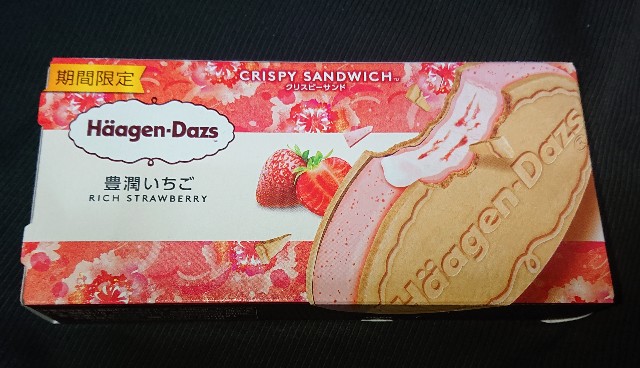 期間限定
CRISPY SANDWICH™
クリスピーサンド
Häagen-Dazs
豊潤いちご
RICH STRAWBERRY
Häagen-Dazs